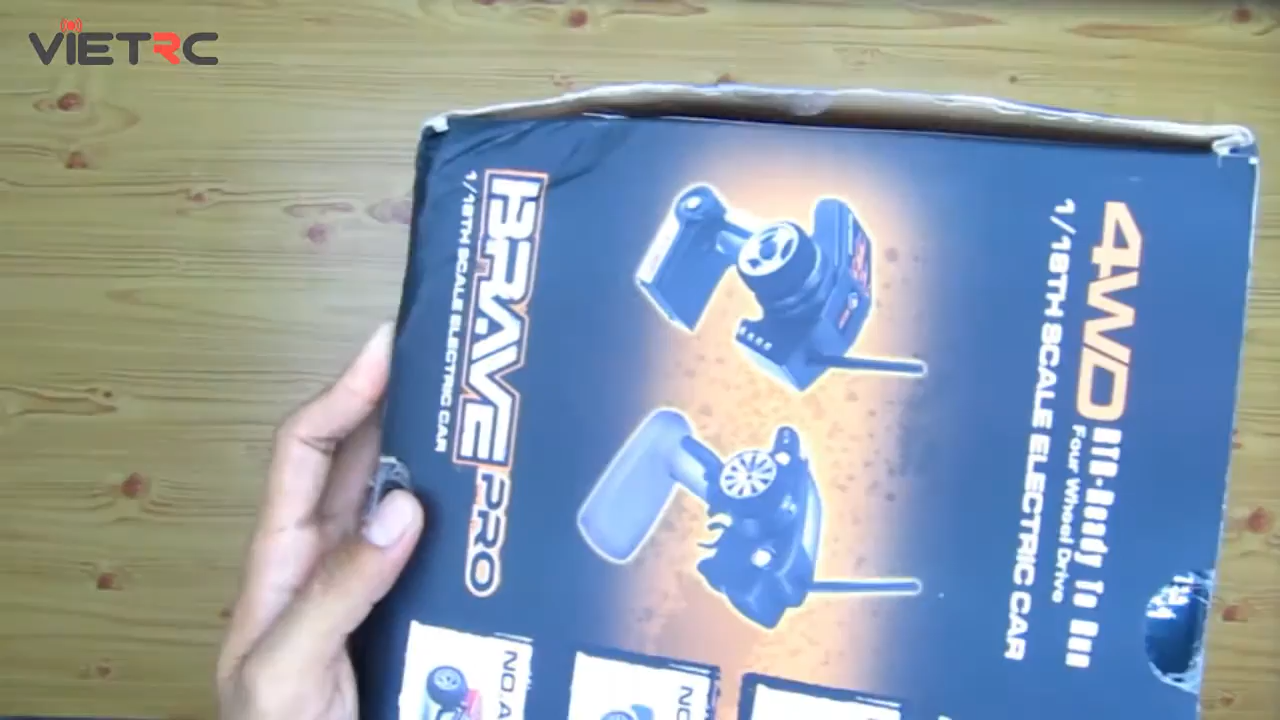 VIETRC
4WD RTR-Ready To Run
Four Wheel Drive
1/18TH SCALE ELECTRIC CAR
BRAVE PRO
1/18TH SCALE ELECTRIC CAR
NO.A
NO